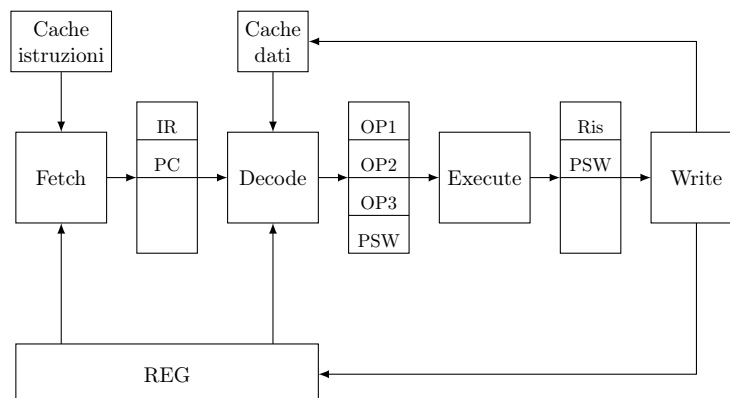 Cache
istruzioni
Cache
dati
IR
OP1
Ris
Fetch
PC
Decode
OP2
Execute
PSW
Write
OP3
PSW
REG